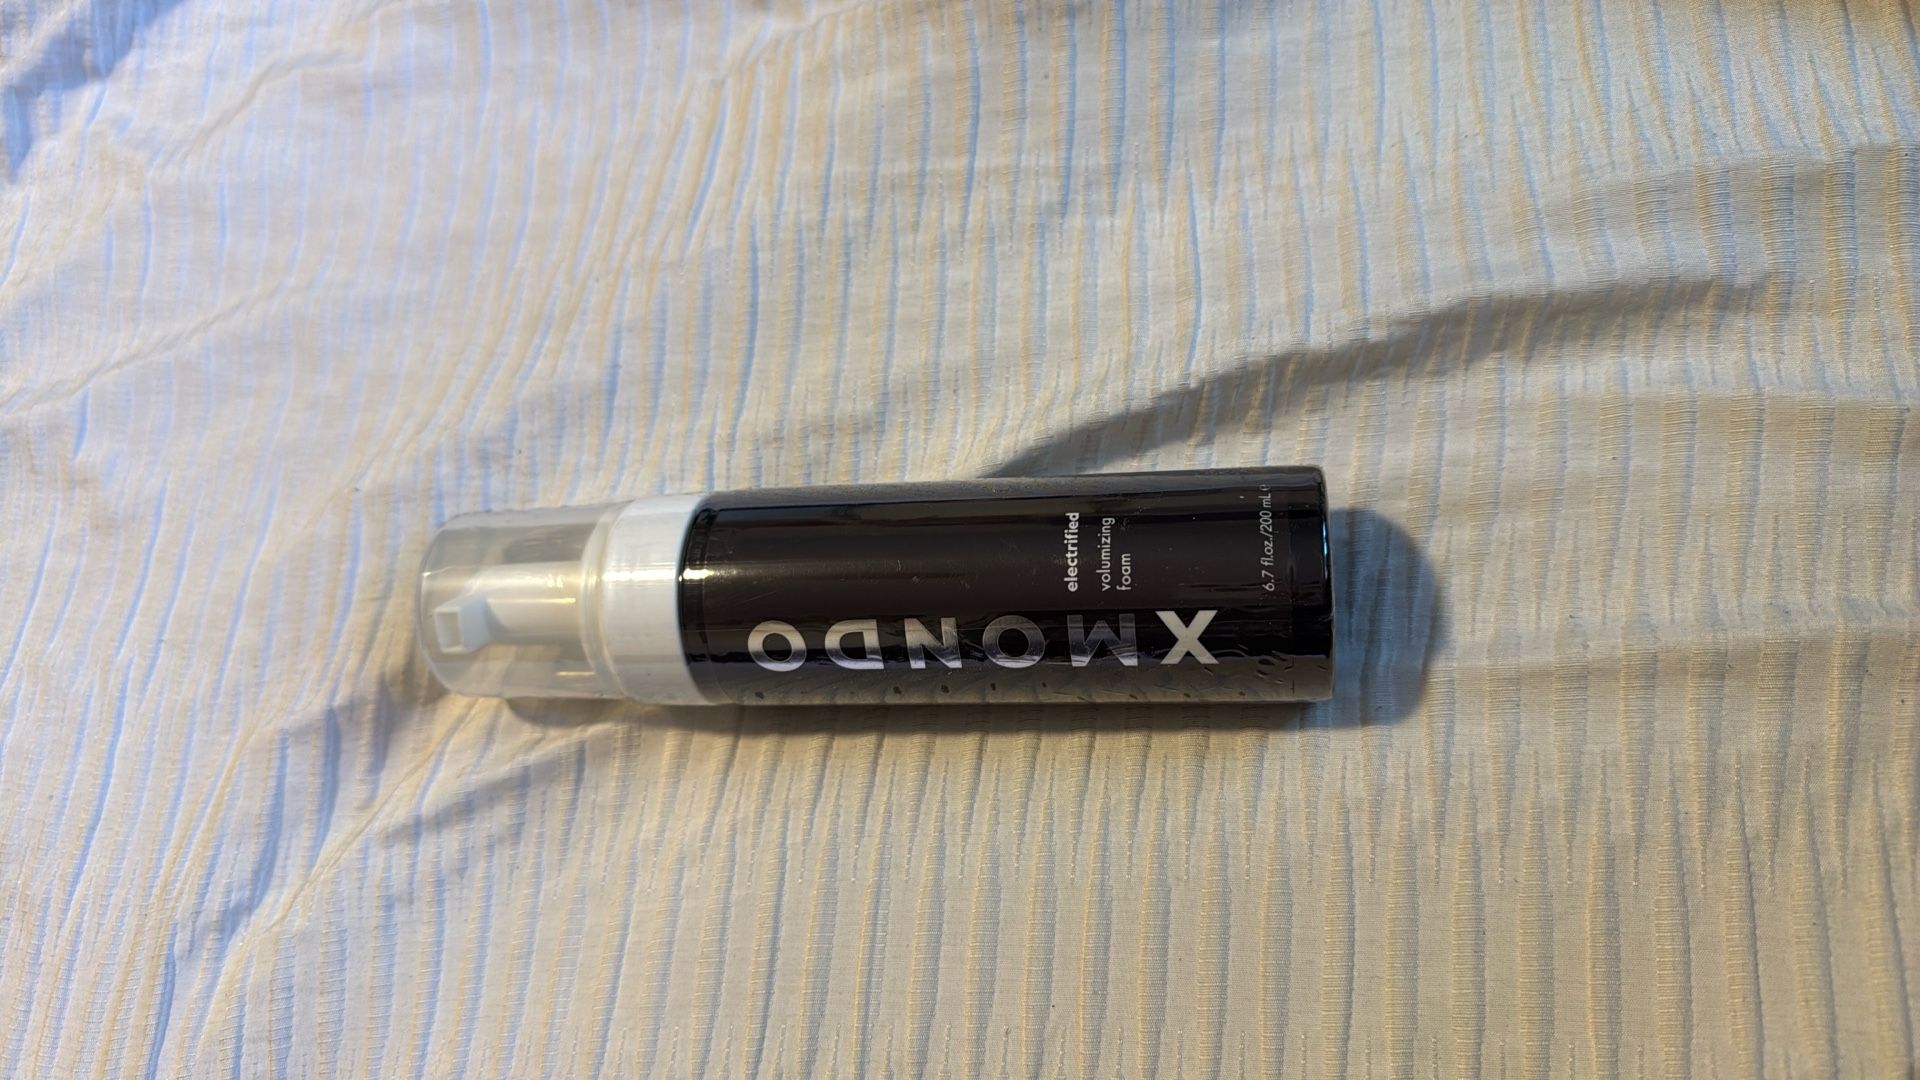 XMONDO
electrified
volumizing
foam
6.7 fl.oz./200 mL ℮